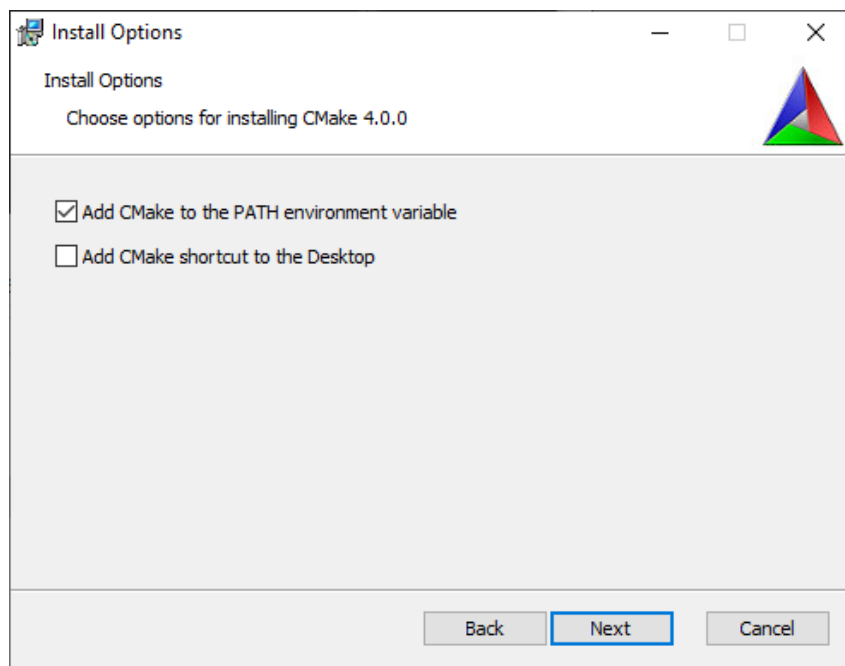 Install Options
Install Options
Choose options for installing CMake 4.0.0
Add CMake to the PATH environment variable
Add CMake shortcut to the Desktop
Back Next Cancel